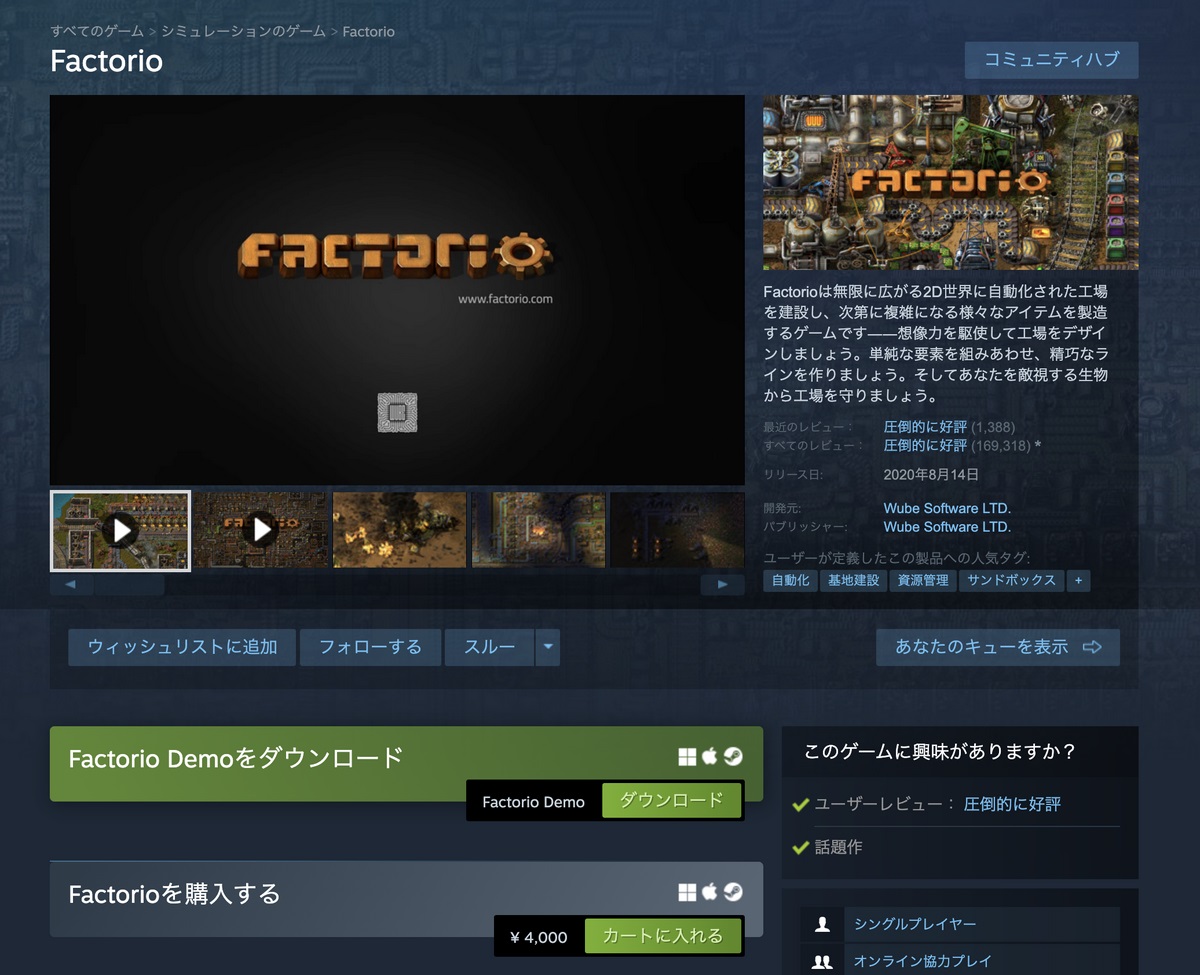 すべてのゲーム > シミュレーションのゲーム > Factorio
Factorio
コミュニティハブ
FACTORIO
www.factorio.com
FACTORIO
Factorioは無限に広がる2D世界に自動化された工場
を建設し、次第に複雑になる様々なアイテムを製造
するゲームです——想像力を駆使して工場をデザイ
ンしましょう。単純な要素を組みあわせ、精巧なラ
インを作りましょう。そしてあなたを敵視する生物
から工場を守りましょう。
最近のレビュー： 圧倒的に好評 (1,388)
すべてのレビュー： 圧倒的に好評 (169,318) *
リリース日: 2020年8月14日
開発元: Wube Software LTD.
パブリッシャー: Wube Software LTD.
ユーザーが定義したこの製品への人気タグ:
自動化 基地建設 資源管理 サンドボックス +
FACTORIO
ウィッシュリストに追加 フォローする スルー あなたのキューを表示
Factorio Demoをダウンロード
Factorio Demo ダウンロード
Factorioを購入する
¥ 4,000 カートに入れる
このゲームに興味がありますか？
ユーザーレビュー： 圧倒的に好評
話題作
シングルプレイヤー
オンライン協力プレイ